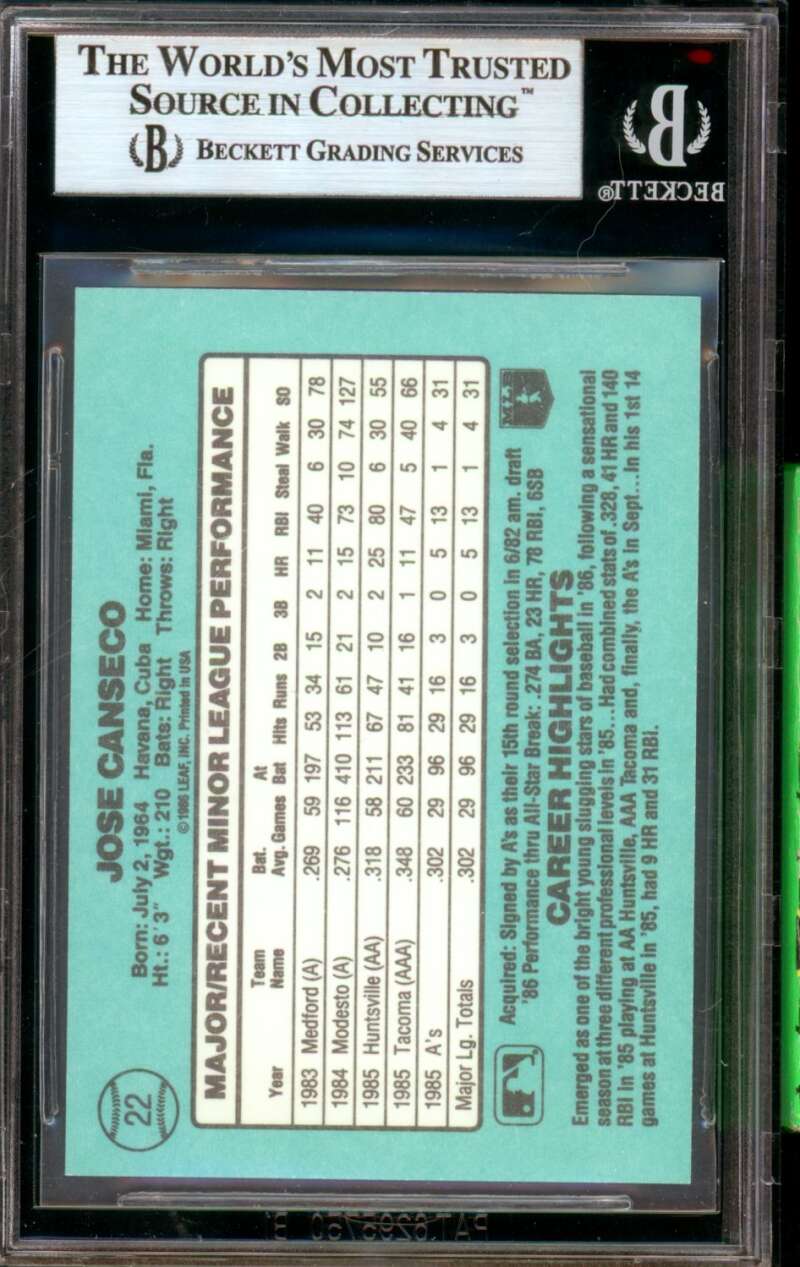 THE WORLD'S MOST TRUSTED
SOURCE IN COLLECTING™
B BECKETT GRADING SERVICES
B
BECKETT®
22
JOSE CANSECO
Born: July 2, 1964 Havana, Cuba Home: Miami, Fla.
Ht.: 6'3" Wgt.: 210 Bats: Right Throws: Right
©1986 LEAF, INC. Printed in USA
MAJOR/RECENT MINOR LEAGUE PERFORMANCE
Year Team Name Bat. Avg. Games At Bat Hits Runs 2B 3B HR RBI Steal Walk SO
1983 Medford (A) .269 59 197 53 34 15 2 11 40 6 30 78
1984 Modesto (A) .276 116 410 113 61 21 2 15 73 10 74 127
1985 Huntsville (AA) .318 58 211 67 47 10 2 25 80 6 30 55
1985 Tacoma (AAA) .348 60 233 81 41 16 1 11 47 5 40 66
1985 A's .302 29 96 29 16 3 0 5 13 1 4 31
Major Lg. Totals .302 29 96 29 16 3 0 5 13 1 4 31
Acquired: Signed by A's as their 15th round selection in 6/82 am. draft
'86 Performance thru All-Star Break: .274 BA, 23 HR, 78 RBI, 6SB
MLB
CAREER HIGHLIGHTS
Emerged as one of the bright young slugging stars of baseball in '86, following a sensational
season at three different professional levels in '85...Had combined stats of .328, 41 HR and 140
RBI in '85 playing at AA Huntsville, AAA Tacoma and, finally, the A's in Sept...In his 1st 14
games at Huntsville in '85, had 9 HR and 31 RBI.